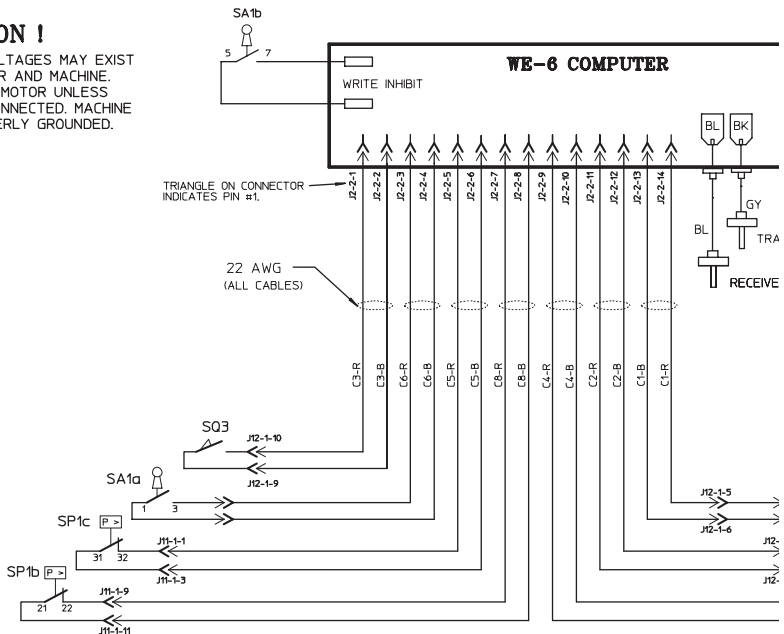 SA1b
ON !
LTAGES MAY EXIST
R AND MACHINE.
MOTOR UNLESS
NNECTED. MACHINE
ERLY GROUNDED.
5 7
WE-6 COMPUTER
WRITE INHIBIT
BL BK
TRIANGLE ON CONNECTOR
INDICATES PIN #1.
J2-2-1
J2-2-2
J2-2-3
J2-2-4
J2-2-5
J2-2-6
J2-2-7
J2-2-8
J2-2-9
J2-2-10
J2-2-11
J2-2-12
J2-2-13
J2-2-14
GY
BL
TRA
RECEIVE
22 AWG
(ALL CABLES)
C3-R
C3-B
C6-R
C6-B
C5-R
C5-B
C8-R
C8-B
C4-R
C4-B
C2-R
C2-B
C1-B
C1-R
SQ3
J12-1-10
J12-1-9
SA1a
1 3
J12-1-5
J12-1-6
SP1c P >
31 32
J11-1-1
J11-1-3
J12-
J12-
SP1b P >
21 22
J11-1-9
J11-1-11